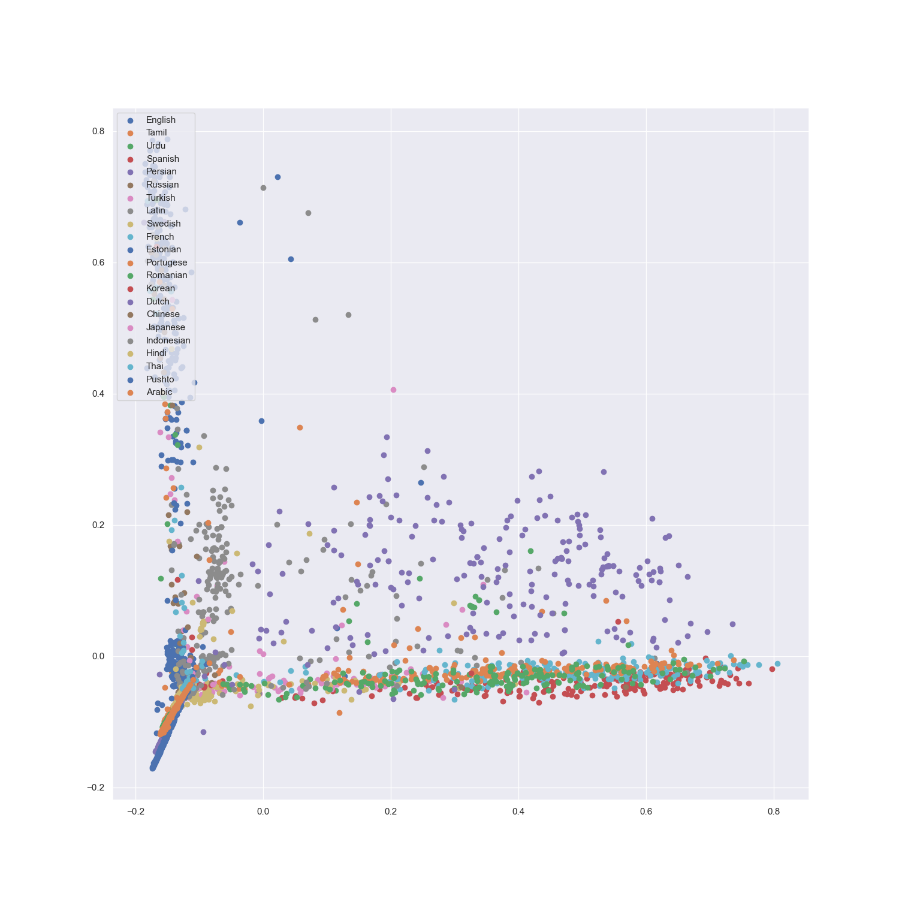 English
Tamil
Urdu
Spanish
Persian
Russian
Turkish
Latin
Swedish
French
Estonian
Portugese
Romanian
Korean
Dutch
Chinese
Japanese
Indonesian
Hindi
Thai
Pushto
Arabic
0.8
0.6
0.4
0.2
0.0
−0.2
−0.2 0.0 0.2 0.4 0.6 0.8